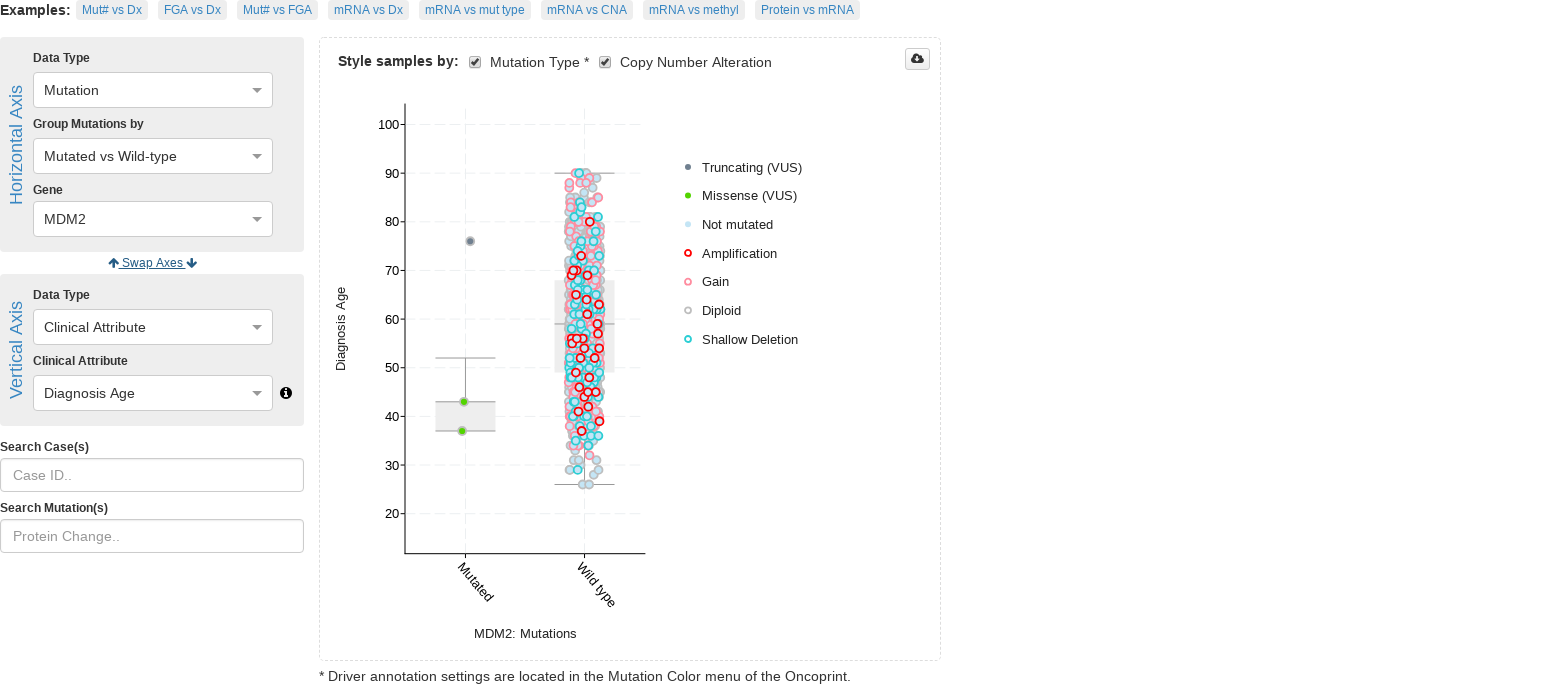 Examples: Mut# vs Dx FGA vs Dx Mut# vs FGA mRNA vs Dx mRNA vs mut type mRNA vs CNA mRNA vs methyl Protein vs mRNA
Horizontal Axis
Data Type
Mutation
Group Mutations by
Mutated vs Wild-type
Gene
MDM2
Swap Axes
Vertical Axis
Data Type
Clinical Attribute
Clinical Attribute
Diagnosis Age
Search Case(s)
Case ID..
Search Mutation(s)
Protein Change..
Style samples by: Mutation Type * Copy Number Alteration
Diagnosis Age
100
90
80
70
60
50
40
30
20
Mutated
Wild type
MDM2: Mutations
Truncating (VUS)
Missense (VUS)
Not mutated
Amplification
Gain
Diploid
Shallow Deletion
* Driver annotation settings are located in the Mutation Color menu of the Oncoprint.